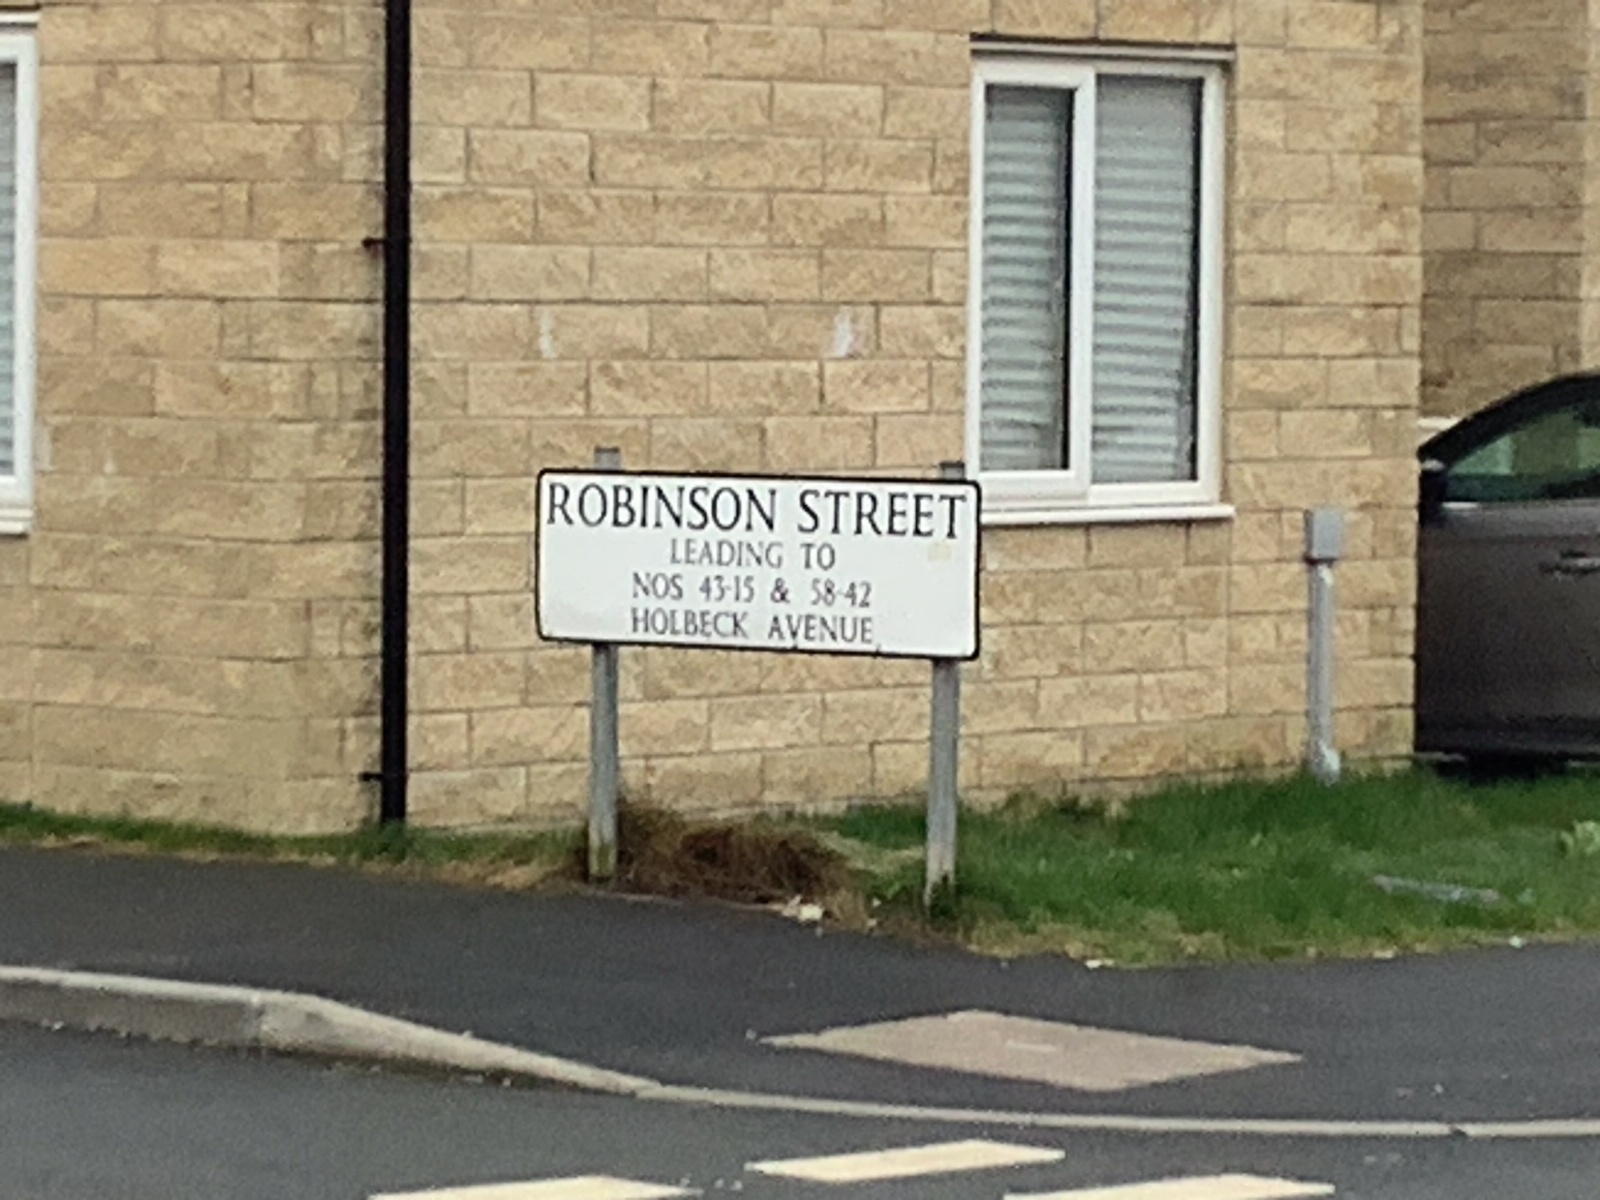 ROBINSON STREET
LEADING TO
NOS 43-15 & 58-42
HOLBECK AVENUE